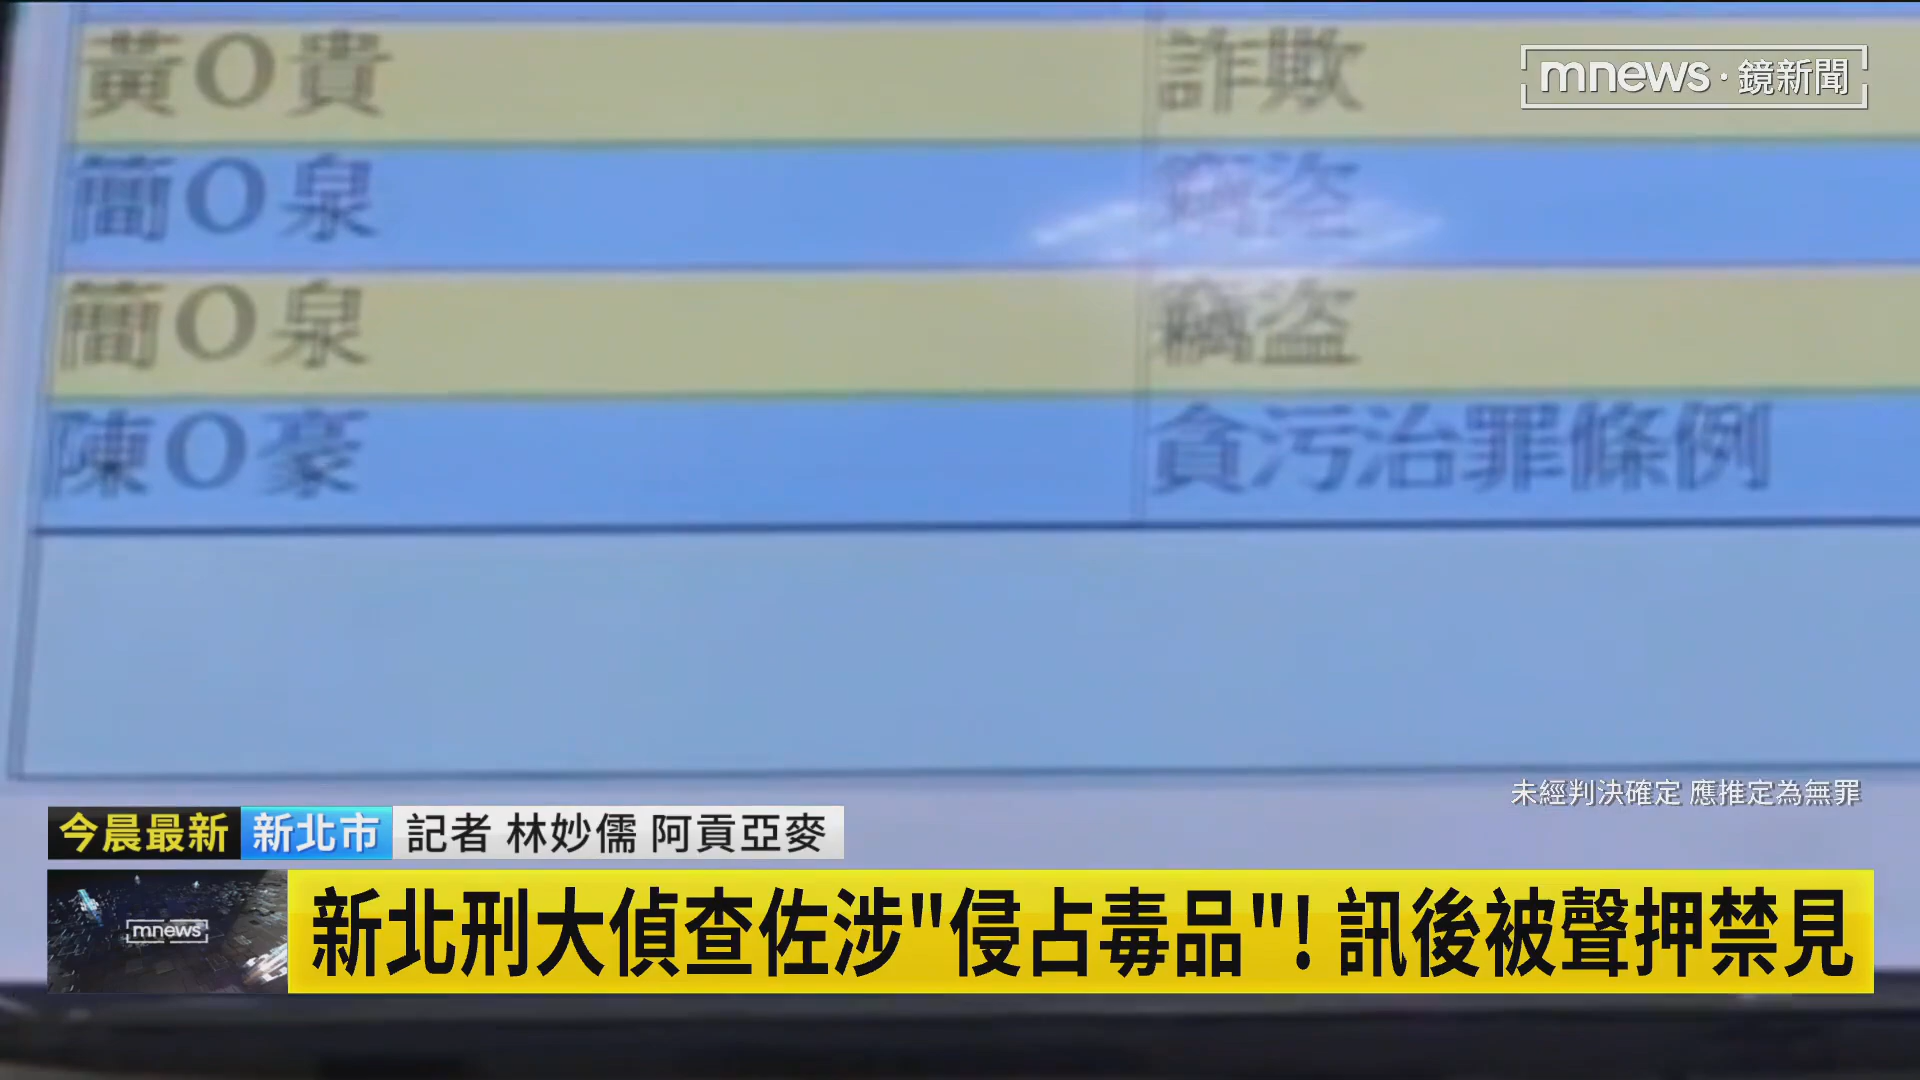 黃O貴 詐欺
mnews·鏡新聞
簡O泉 竊盜
簡O泉 竊盜
陳O豪 貪污治罪條例
未經判決確定 應推定為無罪
今晨最新 新北市 記者 林妙儒 阿貢亞麥
mnews
新北刑大偵查佐涉"侵占毒品"! 訊後被聲押禁見